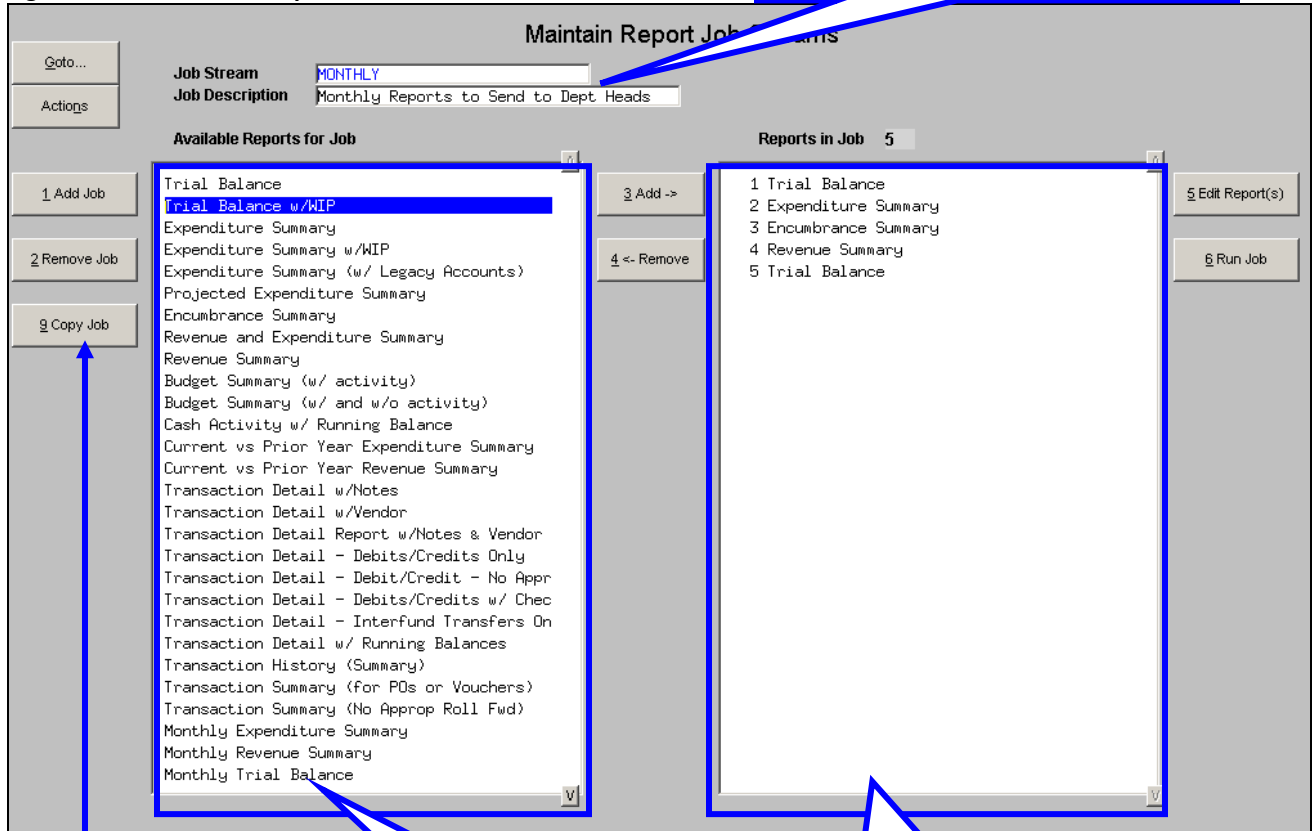 Maintain Report Job
Goto...
Actions
Job Stream MONTHLY
Job Description Monthly Reports to Send to Dept Heads
Available Reports for Job
Reports in Job 5
1 Add Job
2 Remove Job
9 Copy Job
Trial Balance
Trial Balance w/WIP
Expenditure Summary
Expenditure Summary w/WIP
Expenditure Summary (w/ Legacy Accounts)
Projected Expenditure Summary
Encumbrance Summary
Revenue and Expenditure Summary
Revenue Summary
Budget Summary (w/ activity)
Budget Summary (w/ and w/o activity)
Cash Activity w/ Running Balance
Current vs Prior Year Expenditure Summary
Current vs Prior Year Revenue Summary
Transaction Detail w/Notes
Transaction Detail w/Vendor
Transaction Detail Report w/Notes & Vendor
Transaction Detail - Debits/Credits Only
Transaction Detail - Debit/Credit - No Appr
Transaction Detail - Debits/Credits w/ Chec
Transaction Detail - Interfund Transfers On
Transaction Detail w/ Running Balances
Transaction History (Summary)
Transaction Summary (for POs or Vouchers)
Transaction Summary (No Approp Roll Fwd)
Monthly Expenditure Summary
Monthly Revenue Summary
Monthly Trial Balance
3 Add ->
4 <- Remove
1 Trial Balance
2 Expenditure Summary
3 Encumbrance Summary
4 Revenue Summary
5 Trial Balance
5 Edit Report(s)
6 Run Job